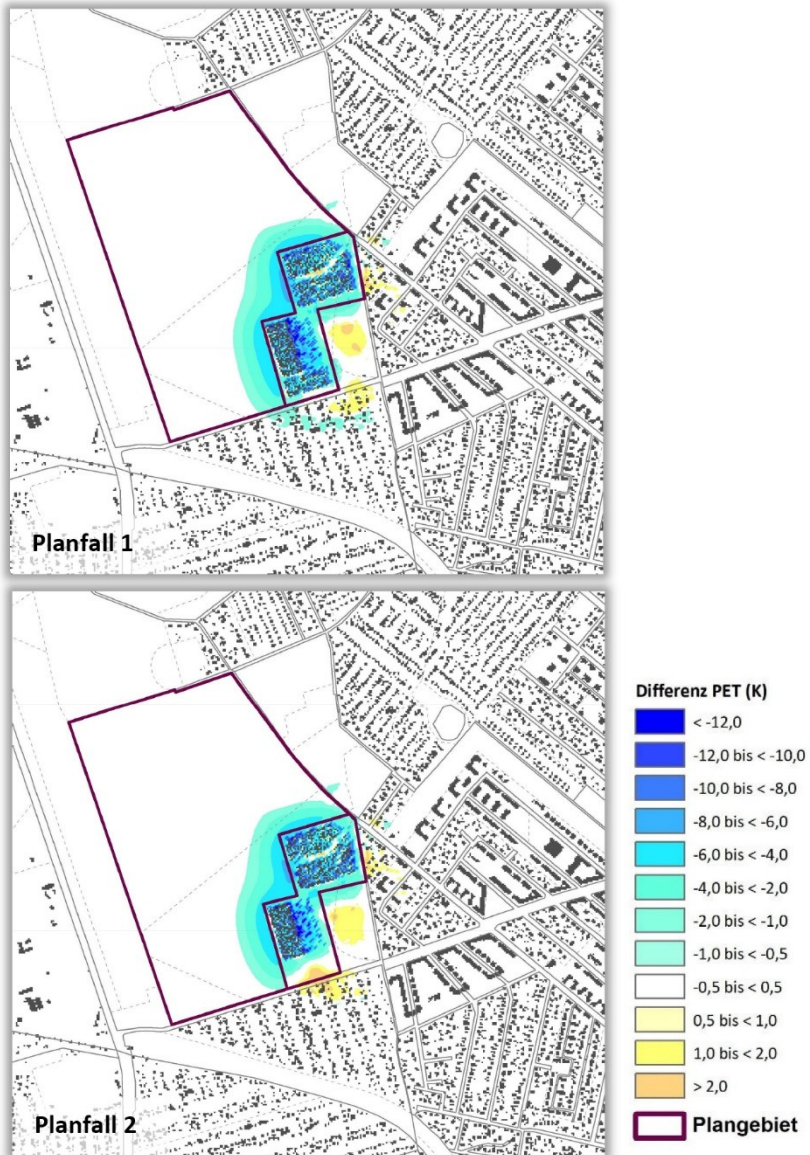 Planfall 1
Planfall 2
Differenz PET (K)
< -12,0
-12,0 bis < -10,0
-10,0 bis < -8,0
-8,0 bis < -6,0
-6,0 bis < -4,0
-4,0 bis < -2,0
-2,0 bis < -1,0
-1,0 bis < -0,5
-0,5 bis < 0,5
0,5 bis < 1,0
1,0 bis < 2,0
> 2,0
Plangebiet